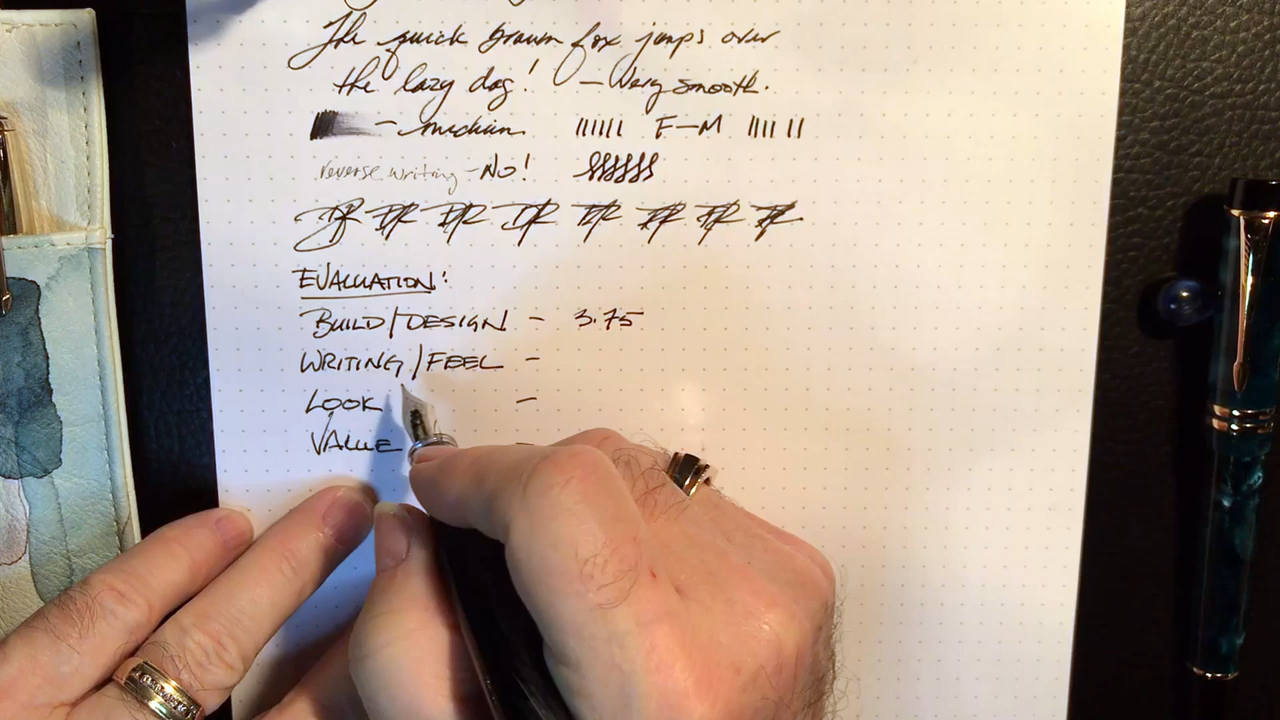 The quick brown fox jumps over
the lazy dog! – Very smooth.
– medium F–M
reverse writing – No!
EVALUATION:
BUILD/DESIGN – 3.75
WRITING/FEEL –
LOOK –
VALUE